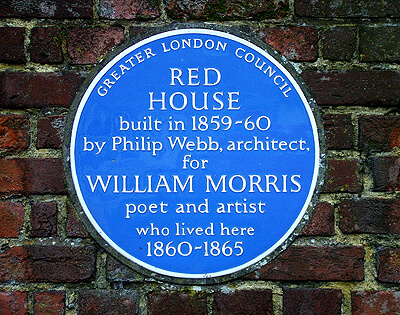 GREATER LONDON COUNCIL
RED
HOUSE
built in 1859-60
by Philip Webb, architect,
for
WILLIAM MORRIS
poet and artist
who lived here
1860-1865